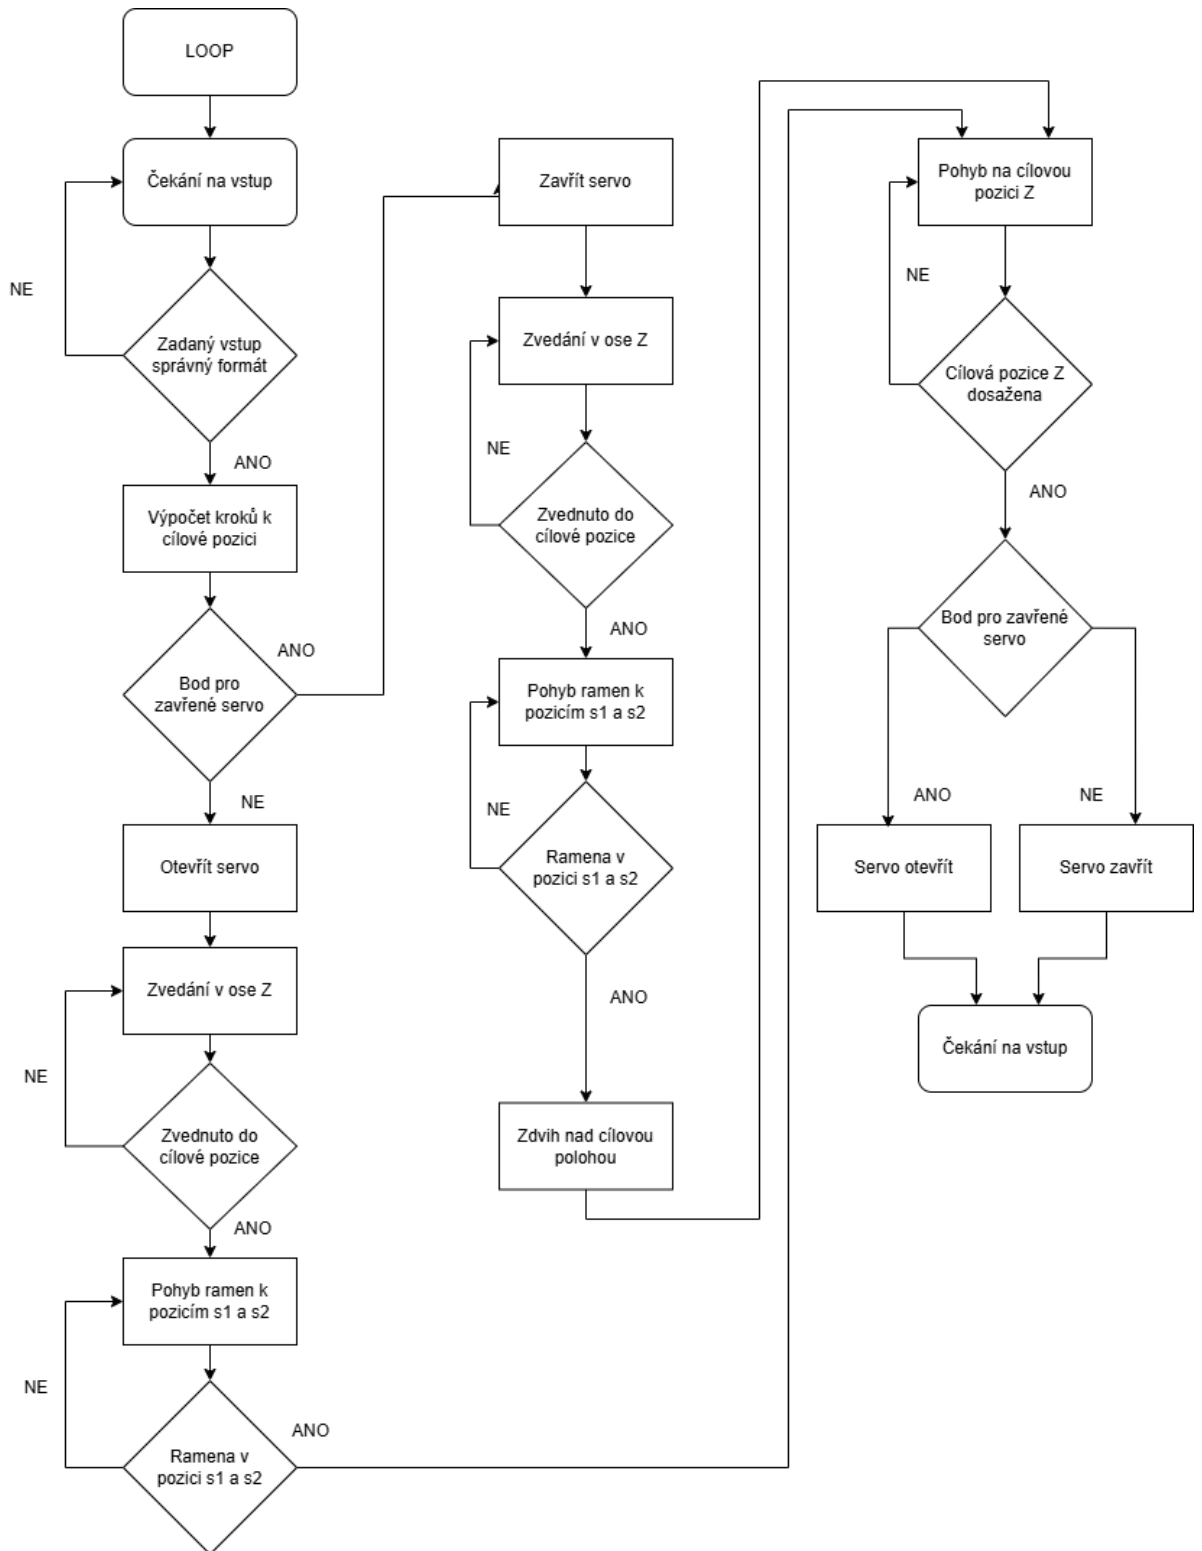 LOOP
Čekání na vstup
NE
Zadaný vstup
správný formát
ANO
Výpočet kroků k
cílové pozici
ANO
Bod pro
zavřené servo
NE
Otevřít servo
Zvedání v ose Z
NE
Zvednuto do
cílové pozice
ANO
Pohyb ramen k
pozicím s1 a s2
NE
ANO
Ramena v
pozici s1 a s2
Zavřít servo
Zvedání v ose Z
NE
Zvednuto do
cílové pozice
ANO
Pohyb ramen k
pozicím s1 a s2
NE
Ramena v
pozici s1 a s2
ANO
Zdvih nad cílovou
polohou
Pohyb na cílovou
pozici Z
NE
Cílová pozice Z
dosažena
ANO
Bod pro zavřené
servo
ANO
NE
Servo otevřít
Servo zavřít
Čekání na vstup